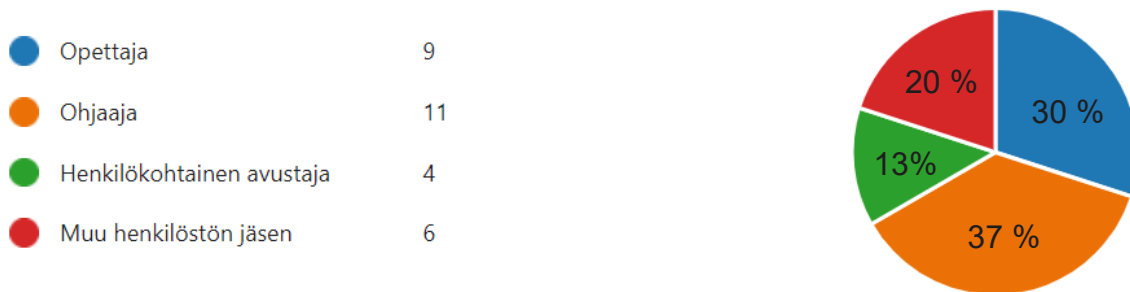 Opettaja 9
Ohjaaja 11
Henkilökohtainen avustaja 4
Muu henkilöstön jäsen 6
20 %
30 %
13%
37 %